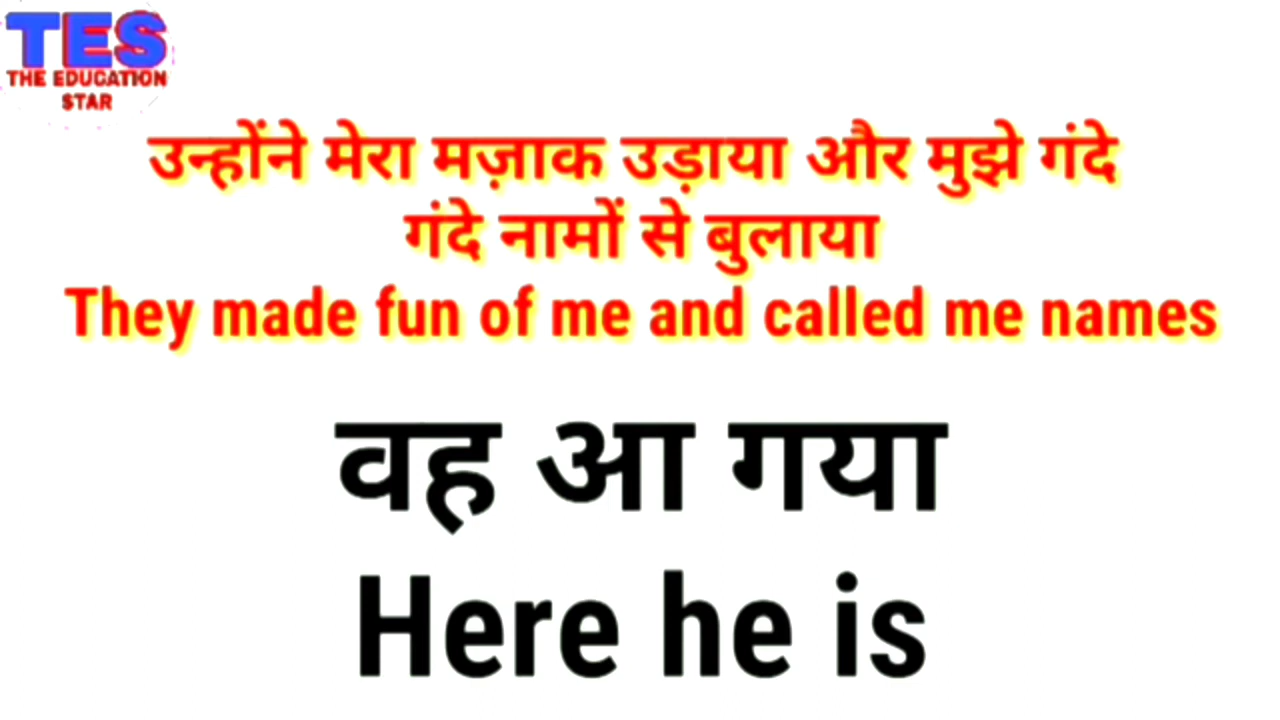 TES
THE EDUCATION
STAR
उन्होंने मेरा मज़ाक उड़ाया और मुझे गंदे
गंदे नामों से बुलाया
They made fun of me and called me names
वह आ गया
Here he is